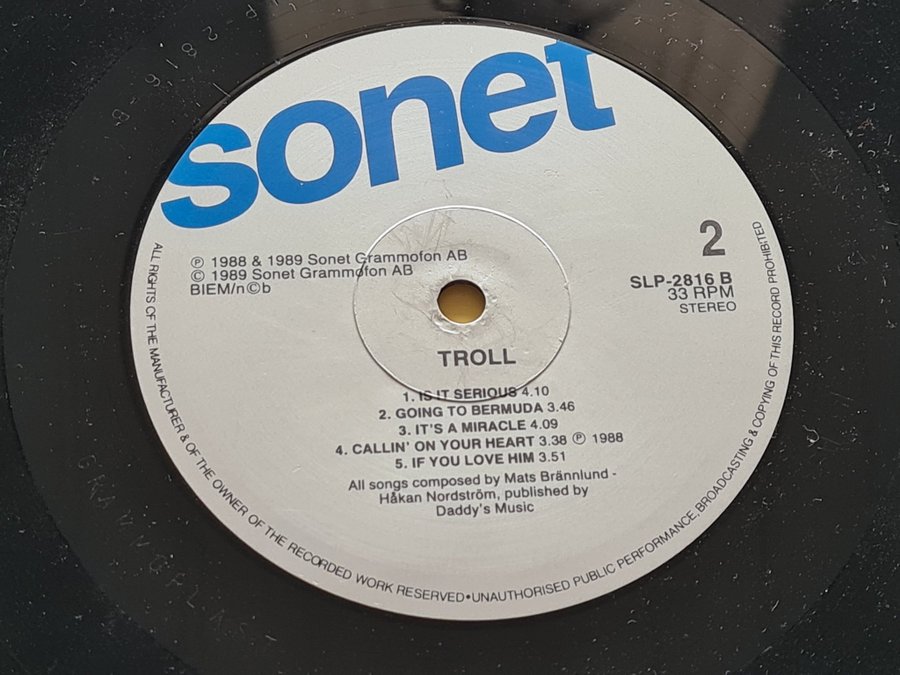 sonet
℗ 1988 & 1989 Sonet Grammofon AB
© 1989 Sonet Grammofon AB
BIEM/n©b
2
SLP-2816 B
33 RPM
STEREO
TROLL
1. IS IT SERIOUS 4.10
2. GOING TO BERMUDA 3.46
3. IT'S A MIRACLE 4.09
4. CALLIN' ON YOUR HEART 3.38 ℗ 1988
5. IF YOU LOVE HIM 3.51
All songs composed by Mats Brännlund -
Håkan Nordström, published by
Daddy's Music
ALL RIGHTS OF THE MANUFACTURER & OF THE OWNER OF THE RECORDED WORK RESERVED•UNAUTHORISED PUBLIC PERFORMANCE, BROADCASTING & COPYING OF THIS RECORD PROHIBITED